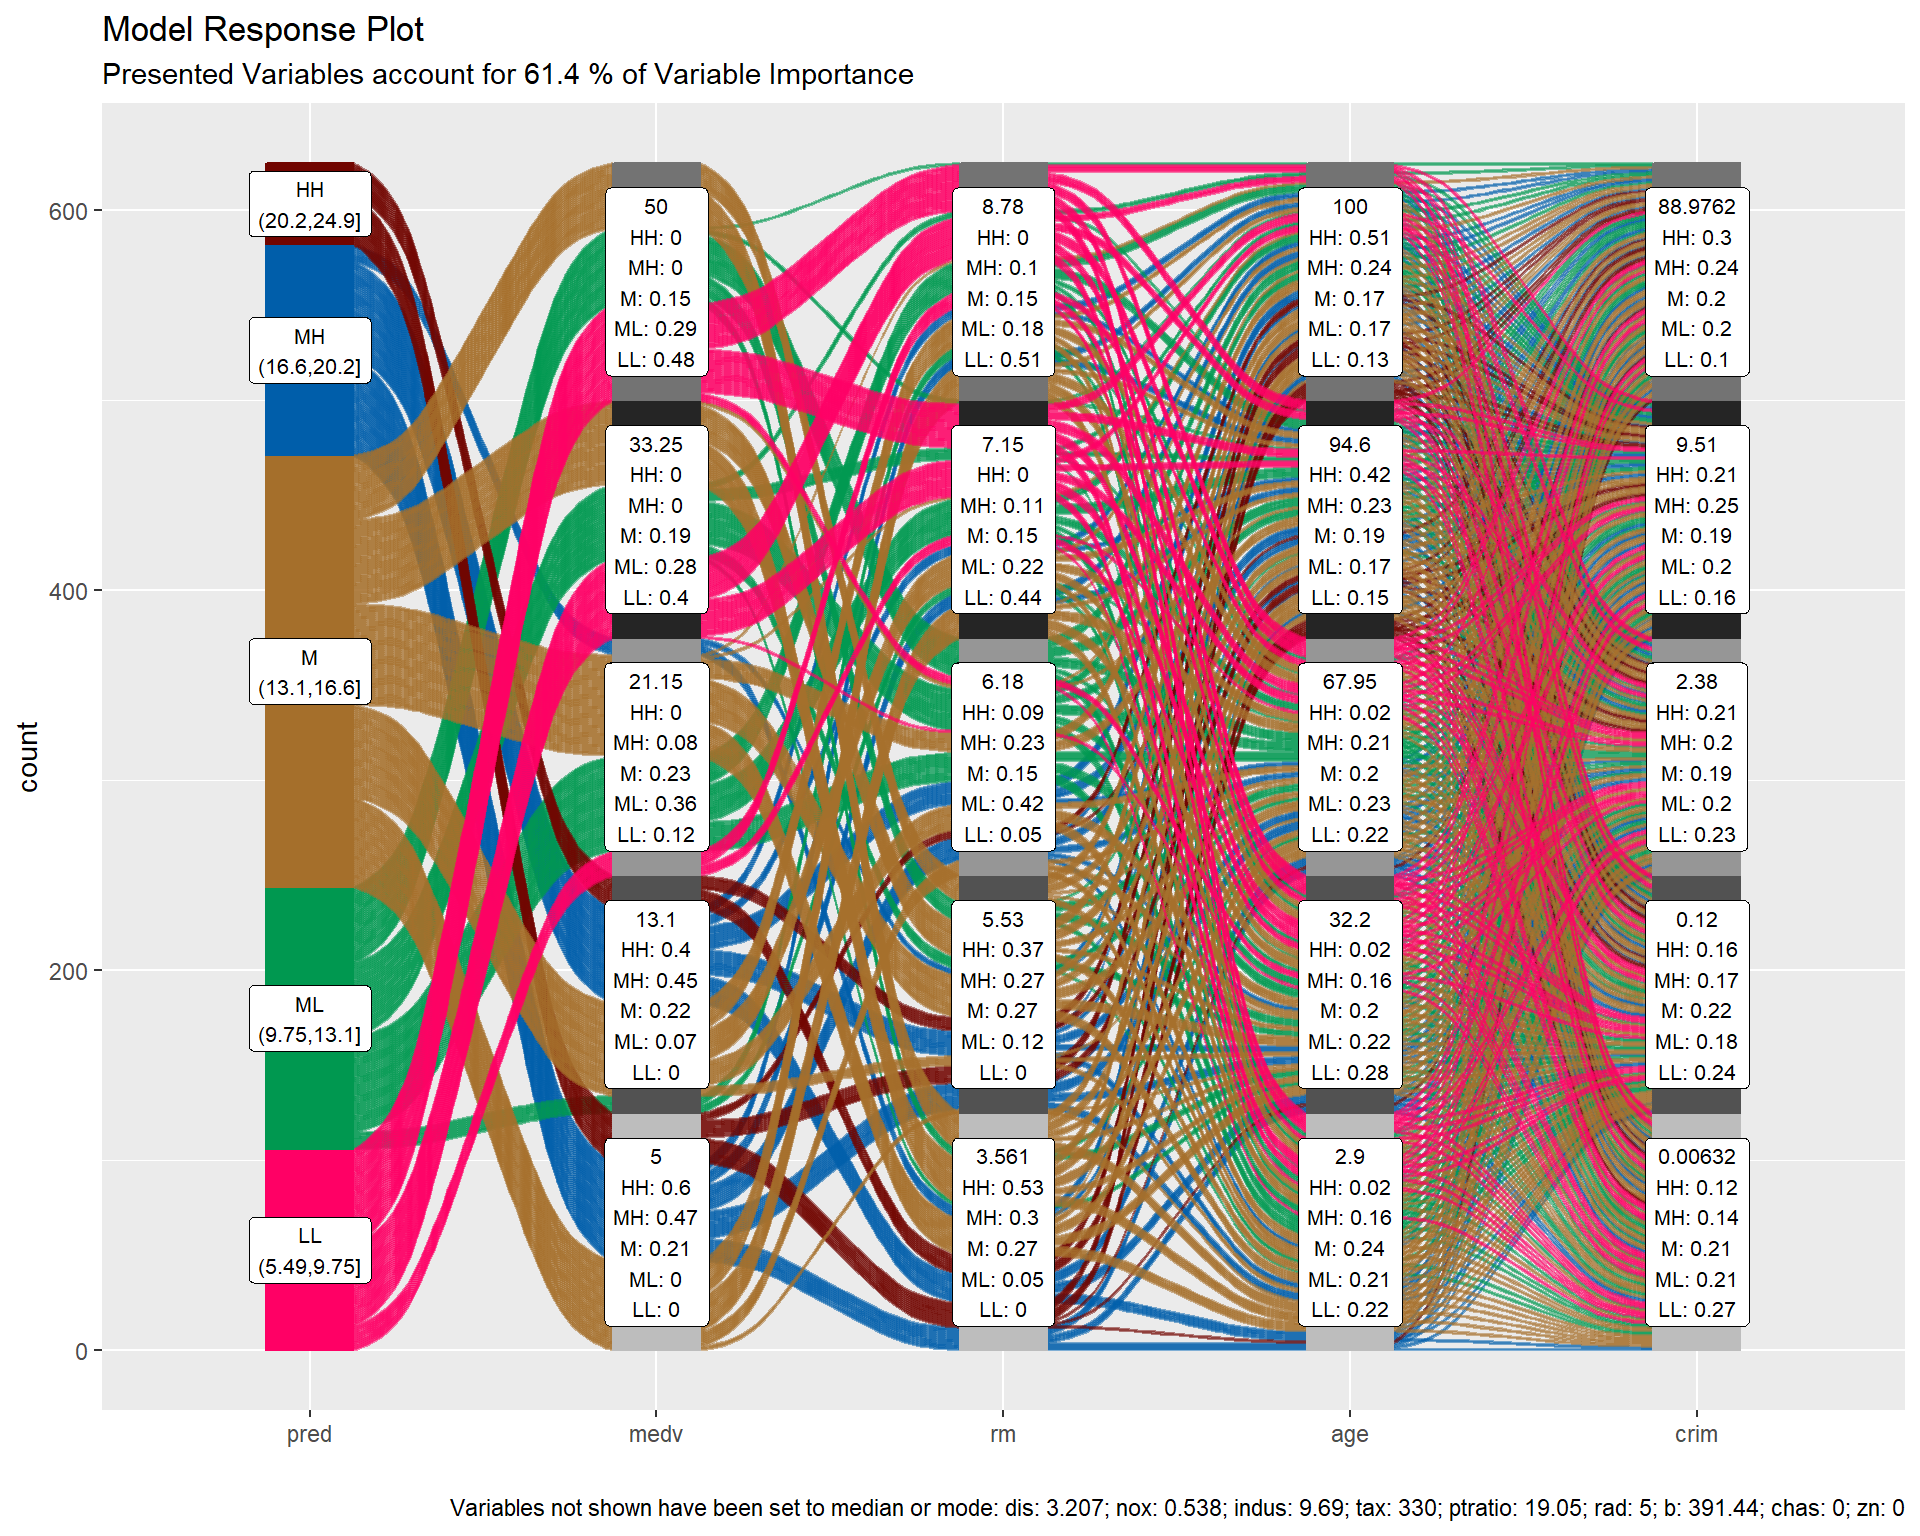 Model Response Plot
Presented Variables account for 61.4 % of Variable Importance
count
600
400
200
0
HH
(20.2,24.9]
MH
(16.6,20.2]
M
(13.1,16.6]
ML
(9.75,13.1]
LL
(5.49,9.75]
50
HH: 0
MH: 0
M: 0.15
ML: 0.29
LL: 0.48
33.25
HH: 0
MH: 0
M: 0.19
ML: 0.28
LL: 0.4
21.15
HH: 0
MH: 0.08
M: 0.23
ML: 0.36
LL: 0.12
13.1
HH: 0.4
MH: 0.45
M: 0.22
ML: 0.07
LL: 0
5
HH: 0.6
MH: 0.47
M: 0.21
ML: 0
LL: 0
8.78
HH: 0
MH: 0.1
M: 0.15
ML: 0.18
LL: 0.51
7.15
HH: 0
MH: 0.11
M: 0.15
ML: 0.22
LL: 0.44
6.18
HH: 0.09
MH: 0.23
M: 0.15
ML: 0.42
LL: 0.05
5.53
HH: 0.37
MH: 0.27
M: 0.27
ML: 0.12
LL: 0
3.561
HH: 0.53
MH: 0.3
M: 0.27
ML: 0.05
LL: 0
100
HH: 0.51
MH: 0.24
M: 0.17
ML: 0.17
LL: 0.13
94.6
HH: 0.42
MH: 0.23
M: 0.19
ML: 0.17
LL: 0.15
67.95
HH: 0.02
MH: 0.21
M: 0.2
ML: 0.23
LL: 0.22
32.2
HH: 0.02
MH: 0.16
M: 0.2
ML: 0.22
LL: 0.28
2.9
HH: 0.02
MH: 0.16
M: 0.24
ML: 0.21
LL: 0.22
88.9762
HH: 0.3
MH: 0.24
M: 0.2
ML: 0.2
LL: 0.1
9.51
HH: 0.21
MH: 0.25
M: 0.19
ML: 0.2
LL: 0.16
2.38
HH: 0.21
MH: 0.2
M: 0.19
ML: 0.2
LL: 0.23
0.12
HH: 0.16
MH: 0.17
M: 0.22
ML: 0.18
LL: 0.24
0.00632
HH: 0.12
MH: 0.14
M: 0.21
ML: 0.21
LL: 0.27
pred
medv
rm
age
crim
Variables not shown have been set to median or mode: dis: 3.207; nox: 0.538; indus: 9.69; tax: 330; ptratio: 19.05; rad: 5; b: 391.44; chas: 0; zn: 0